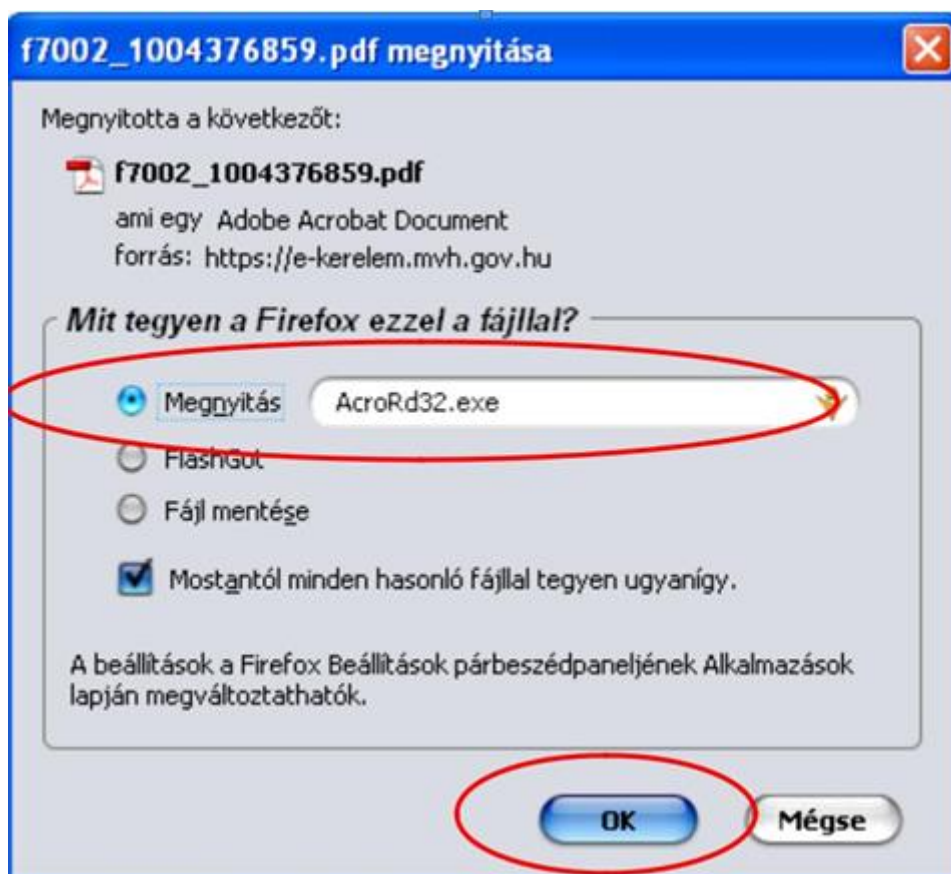 f7002_1004376859.pdf megnyitása
Megnyitotta a következőt:
f7002_1004376859.pdf
ami egy Adobe Acrobat Document
forrás: https://e-kerelem.mvh.gov.hu
Mit tegyen a Firefox ezzel a fájllal?
Megnyitás AcroRd32.exe
FlashGot
Fájl mentése
Mostantól minden hasonló fájllal tegyen ugyanígy.
A beállítások a Firefox Beállítások párbeszédpaneljének Alkalmazások
lapján megváltoztathatók.
OK Mégse